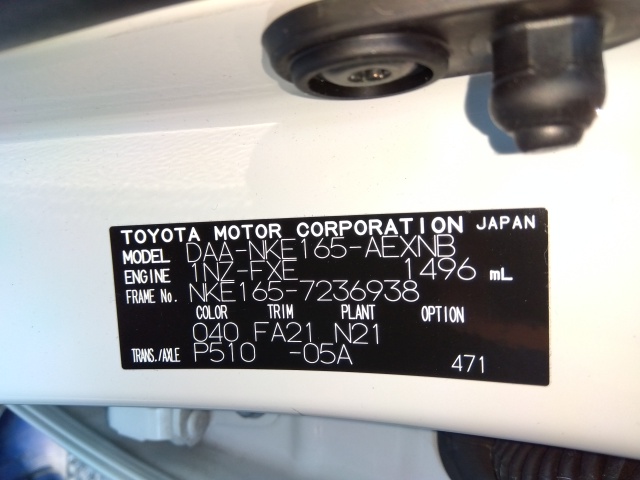 TOYOTA MOTOR CORPORATION JAPAN
MODEL DAA-NKE165-AEXNB
ENGINE 1NZ-FXE 1496 mL
FRAME No. NKE165-7236938
COLOR TRIM PLANT OPTION
040 FA21 N21
TRANS./AXLE P510 -05A 471